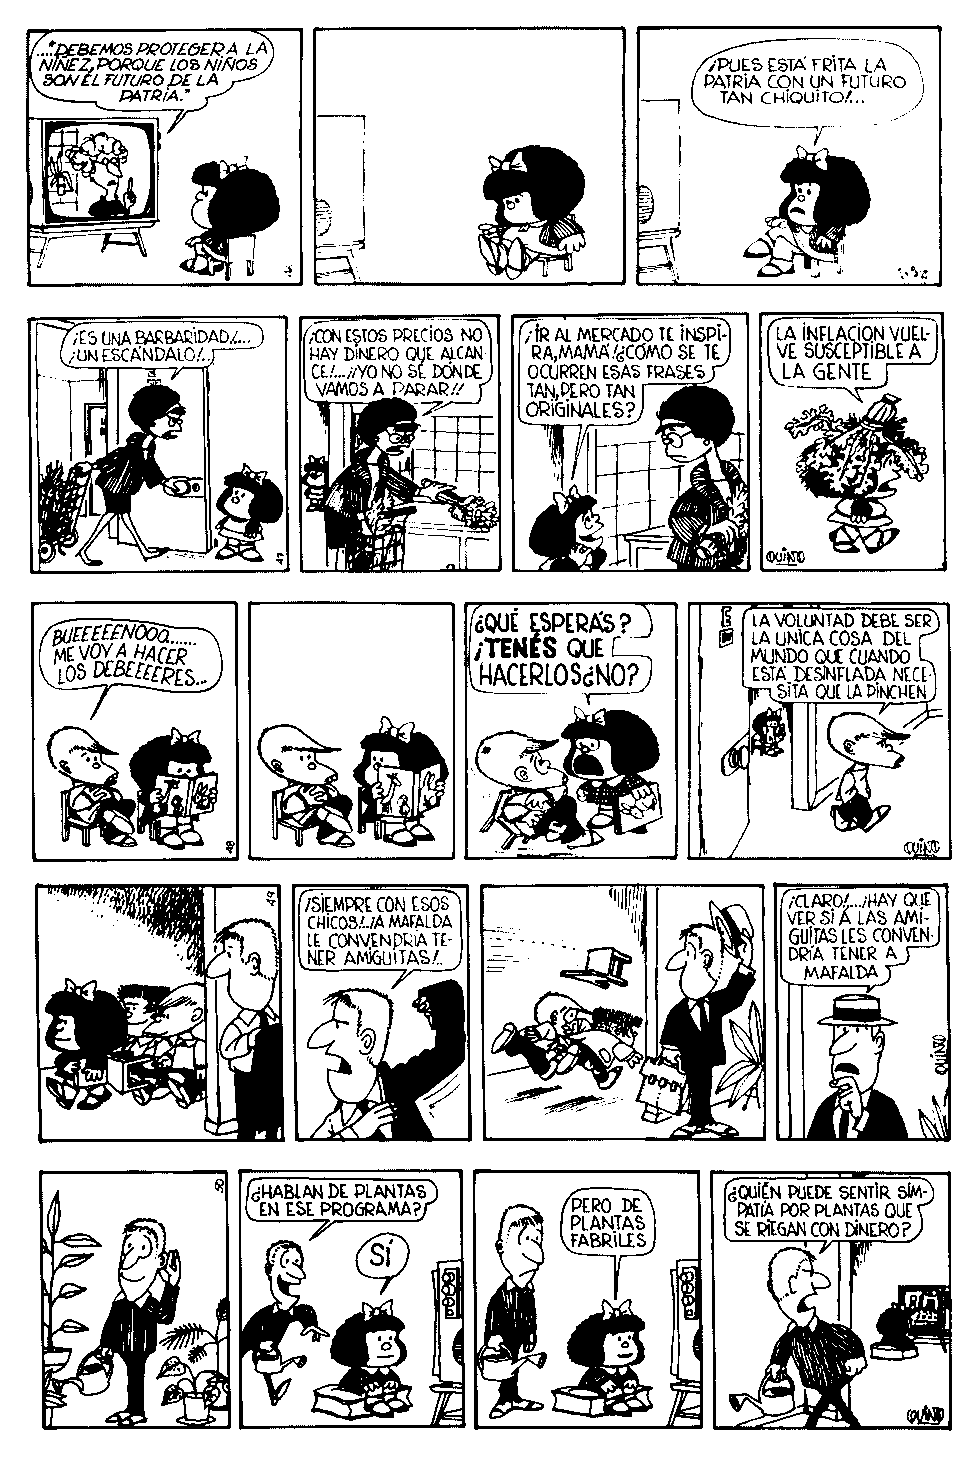 ...."DEBEMOS PROTEGER A LA
NIÑEZ, PORQUE LOS NIÑOS
SON EL FUTURO DE LA
PATRIA."
¡PUES ESTÁ FRITA LA
PATRIA CON UN FUTURO
TAN CHIQUITO!...
¡ES UNA BARBARIDAD!...
¡UN ESCÁNDALO!..
¡CON ESTOS PRECIOS NO
HAY DINERO QUE ALCAN-
CE!...¡¡YO NO SÉ DÓNDE
VAMOS A PARAR!!
¡IR AL MERCADO TE INSPI-
RA, MAMÁ!¿CÓMO SE TE
OCURREN ESAS FRASES
TAN, PERO TAN
ORIGINALES?
LA INFLACION VUEL-
VE SUSCEPTIBLE A
LA GENTE
47
QUINO
BUEEEEENOOO......
ME VOY A HACER
LOS DEBEEEERES...
¿QUÉ ESPERÁS?
¡TENÉS QUE
HACERLOS¿NO?
LA VOLUNTAD DEBE SER
LA UNICA COSA DEL
MUNDO QUE CUANDO
ESTÁ DESINFLADA NECE-
SITA QUE LA PINCHEN
48
QUINO
49
¡SIEMPRE CON ESOS
CHICOS!..¡A MAFALDA
LE CONVENDRÍA TE-
NER AMIGUITAS!..
¡CLARO!...¡HAY QUE
VER SI A LAS AMI-
GUITAS LES CONVEN-
DRÍA TENER A
MAFALDA
QUINO
50
¿HABLAN DE PLANTAS
EN ESE PROGRAMA?
SÍ
PERO DE
PLANTAS
FABRILES
¿QUIÉN PUEDE SENTIR SIM-
PATÍA POR PLANTAS QUE
SE RIEGAN CON DINERO?
QUINO